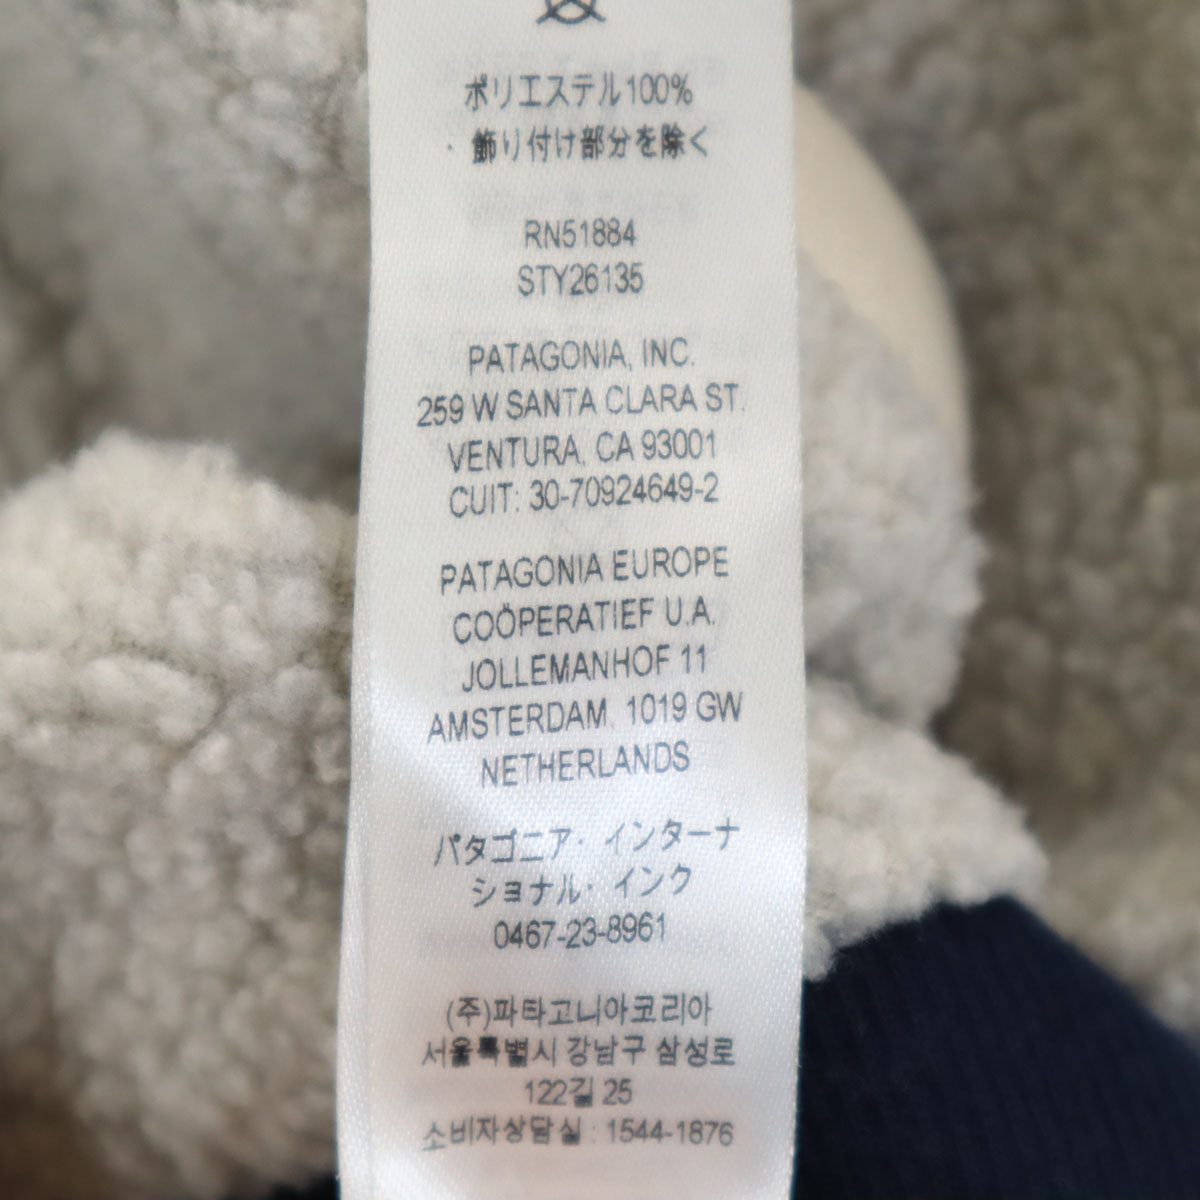 ポリエステル100%
・飾り付け部分を除く
RN51884
STY26135
PATAGONIA, INC.
259 W SANTA CLARA ST.
VENTURA, CA 93001
CUIT: 30-70924649-2
PATAGONIA EUROPE
COÖPERATIEF U.A.
JOLLEMANHOF 11
AMSTERDAM, 1019 GW
NETHERLANDS
パタゴニア・インターナ
ショナル・インク
0467-23-8961
(주)파타고니아코리아
서울특별시 강남구 삼성로
122길 25
소비자상담실 : 1544-1876